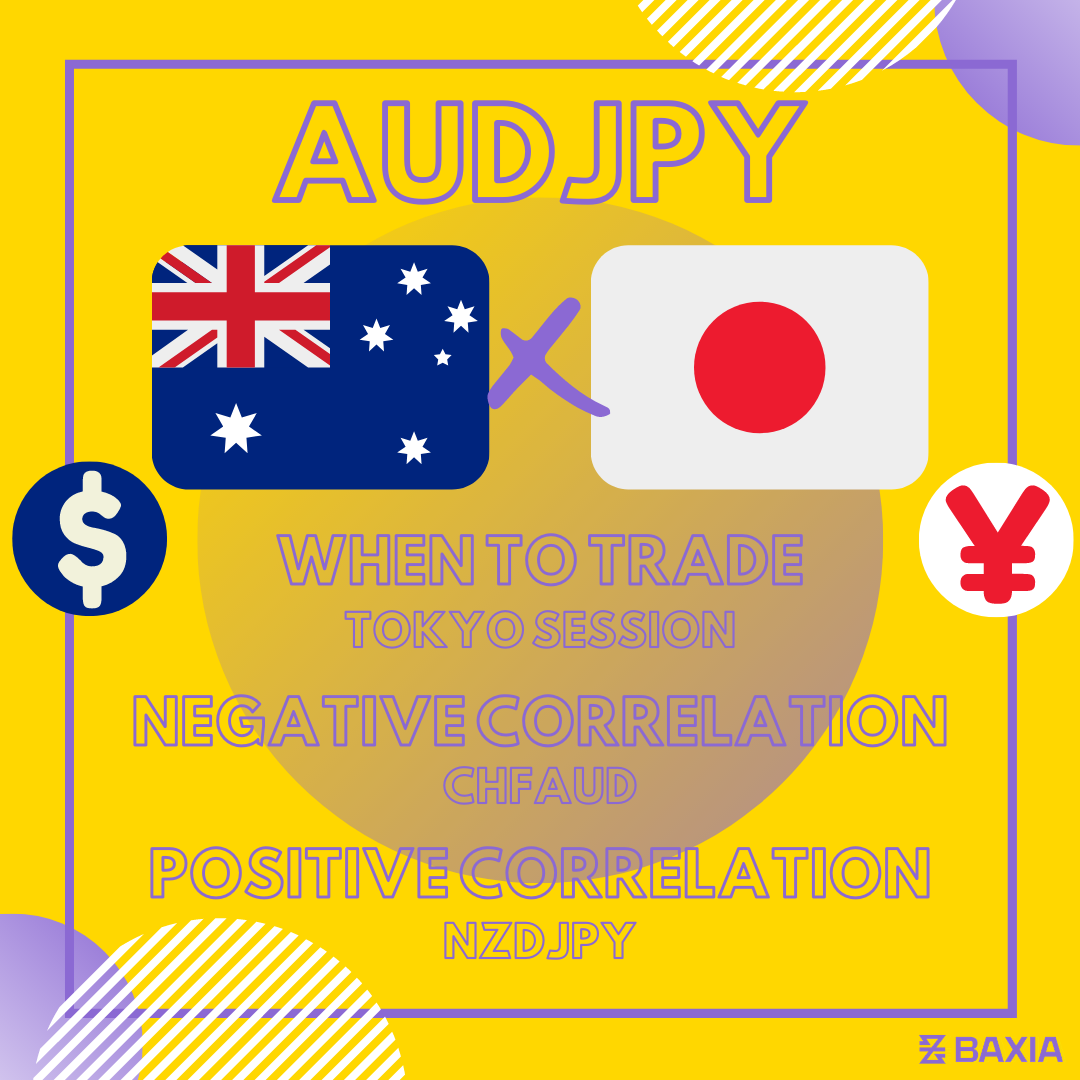 AUDJPY
$
¥
WHEN TO TRADE
TOKYO SESSION
NEGATIVE CORRELATION
CHFAUD
POSITIVE CORRELATION
NZDJPY
BAXIA